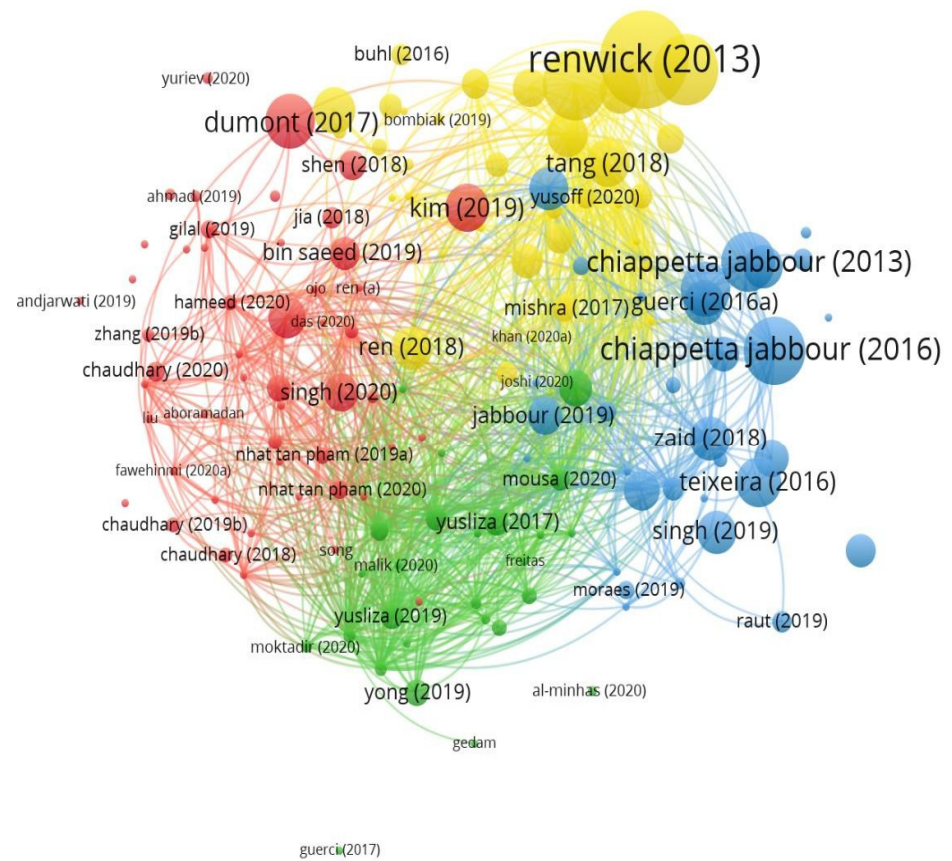 buhl (2016)
renwick (2013)
yuriev (2020)
dumont (2017)
bombiak (2019)
shen (2018)
tang (2018)
ahmad (2019)
yusoff (2020)
kim (2019)
jia (2018)
gilal (2019)
bin saeed (2019)
chiappetta jabbour (2013)
ojo
ren (a)
andjarwati (2019)
hameed (2020)
mishra (2017)
guerci (2016a)
das (2020)
zhang (2019b)
khan (2020a)
ren (2018)
chiappetta jabbour (2016)
chaudhary (2020)
joshi (2020)
singh (2020)
liu
aboramadan
jabbour (2019)
zaid (2018)
nhat tan pham (2019a)
fawehinmi (2020a)
mousa (2020)
teixeira (2016)
nhat tan pham (2020)
chaudhary (2019b)
yusliza (2017)
singh (2019)
chaudhary (2018)
song
malik (2020)
freitas
moraes (2019)
yusliza (2019)
raut (2019)
moktadir (2020)
yong (2019)
al-minhas (2020)
gedam
guerci (2017)